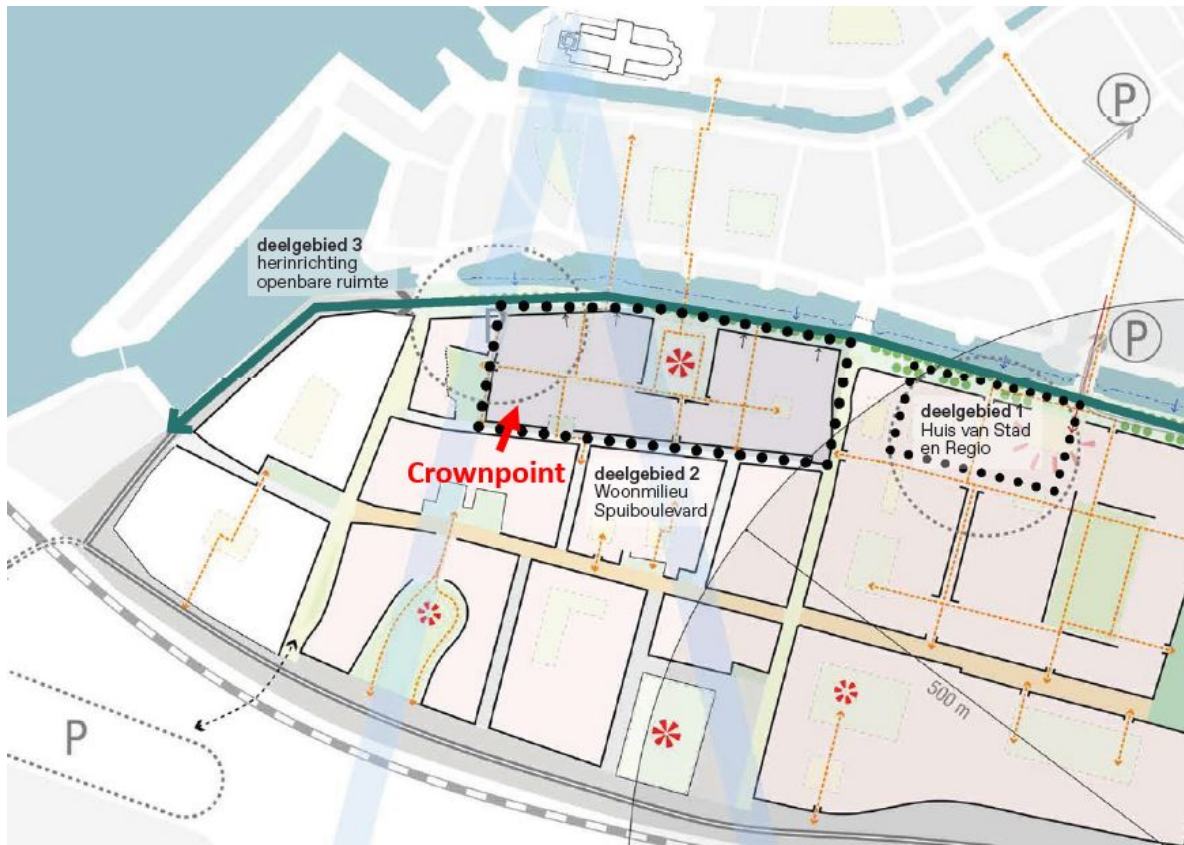 P
P
deelgebied 3
herinrichting
openbare ruimte
P
deelgebied 1
Huis van Stad
en Regio
Crownpoint
deelgebied 2
Woonmilieu
Spuiboulevard
500 m
P